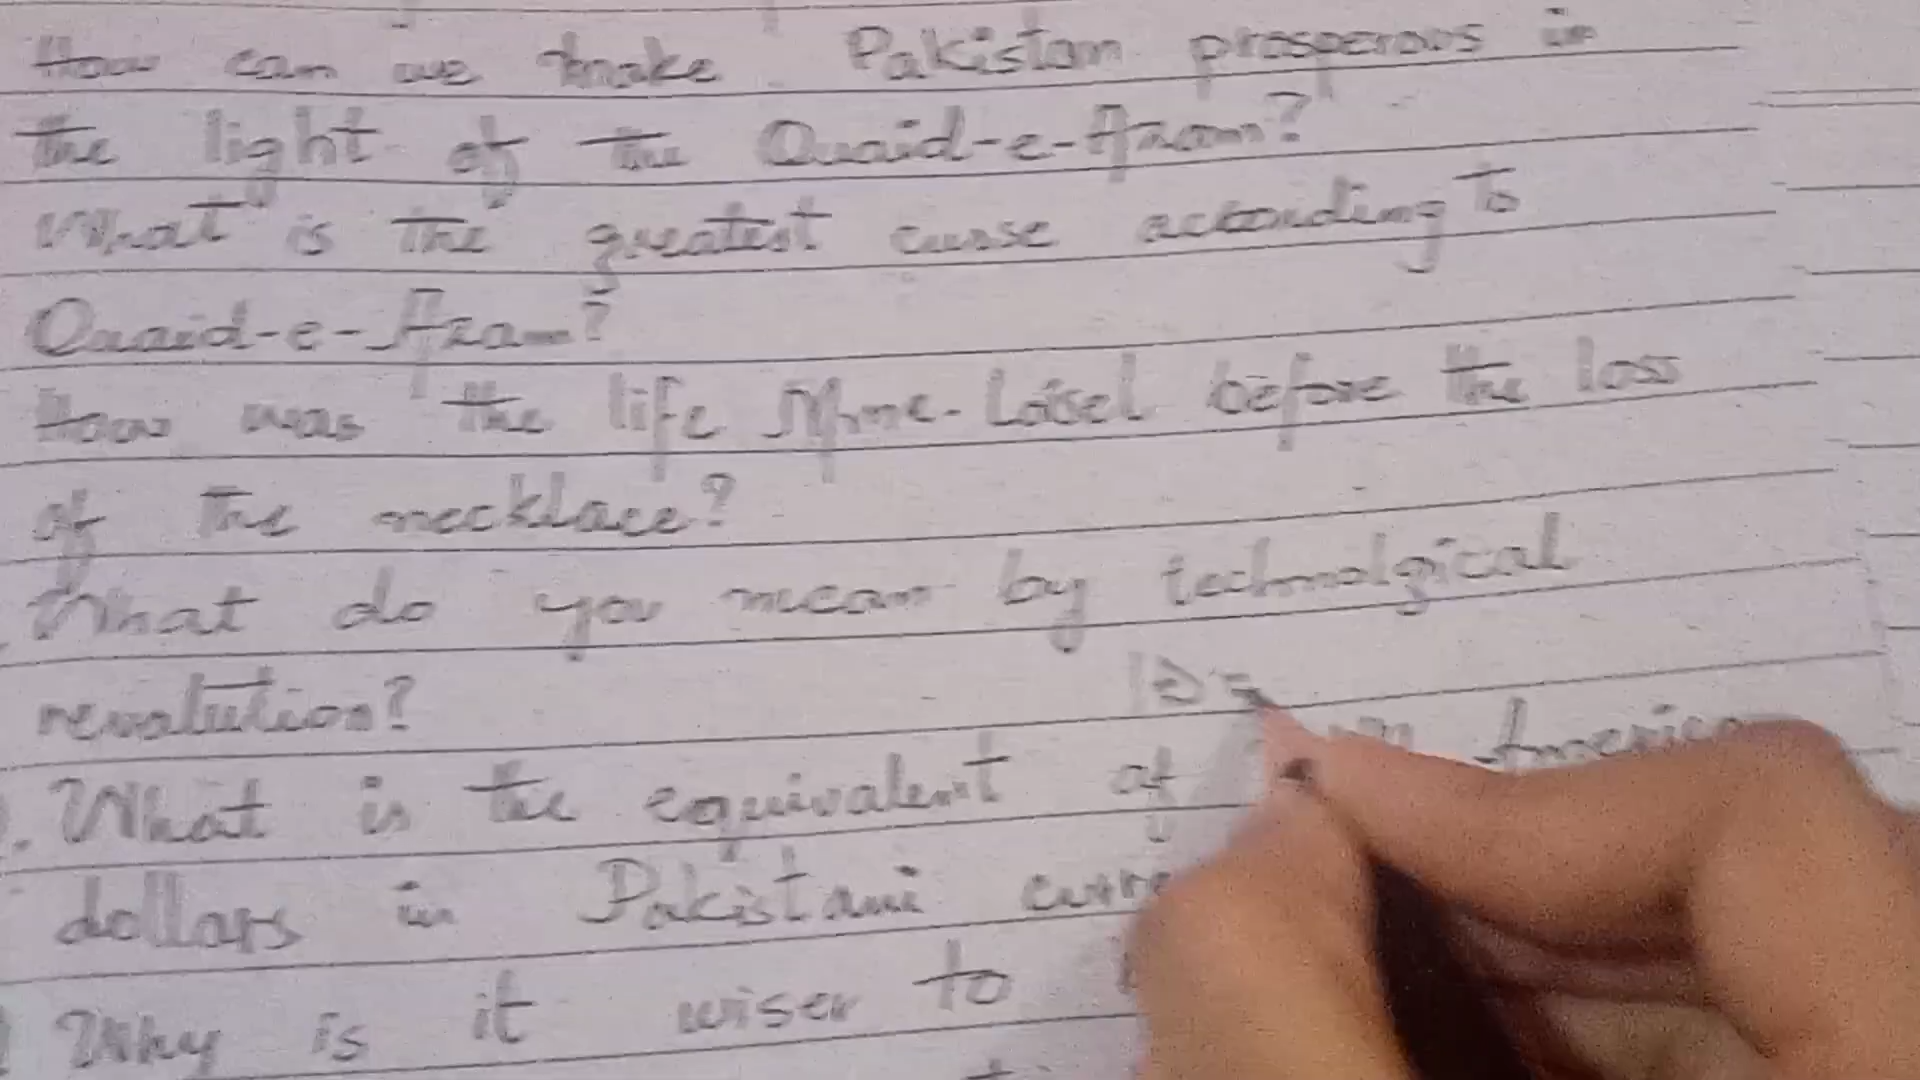 How can we make Pakistan prosperous in
the light of the Quaid-e-Azam?
What is the greatest curse according to
Quaid-e-Azam?
How was the life Mme-Loisel before the loss
of the necklace?
What do you mean by technolgical
revolution?
What is the equivalent of America
dollars in Pakistani
Why is it wiser to